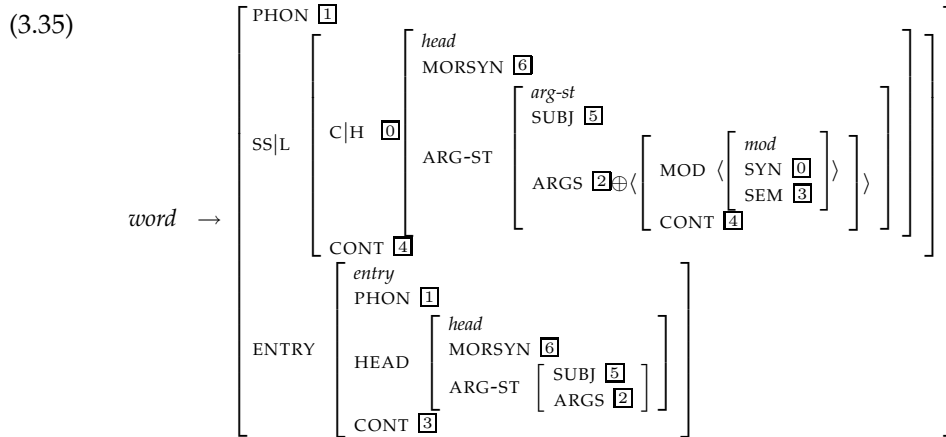 (3.35)
PHON 1
head
MORSYN 6
arg-st
SUBJ 5
mod
SS|L C|H 0 ARG-ST ARGS 2 ⊕⟨ MOD ⟨ SYN 0 ⟩ ⟩
SEM 3
CONT 4
word →
CONT 4
entry
PHON 1
head
MORSYN 6
ENTRY HEAD
ARG-ST SUBJ 5
ARGS 2
CONT 3